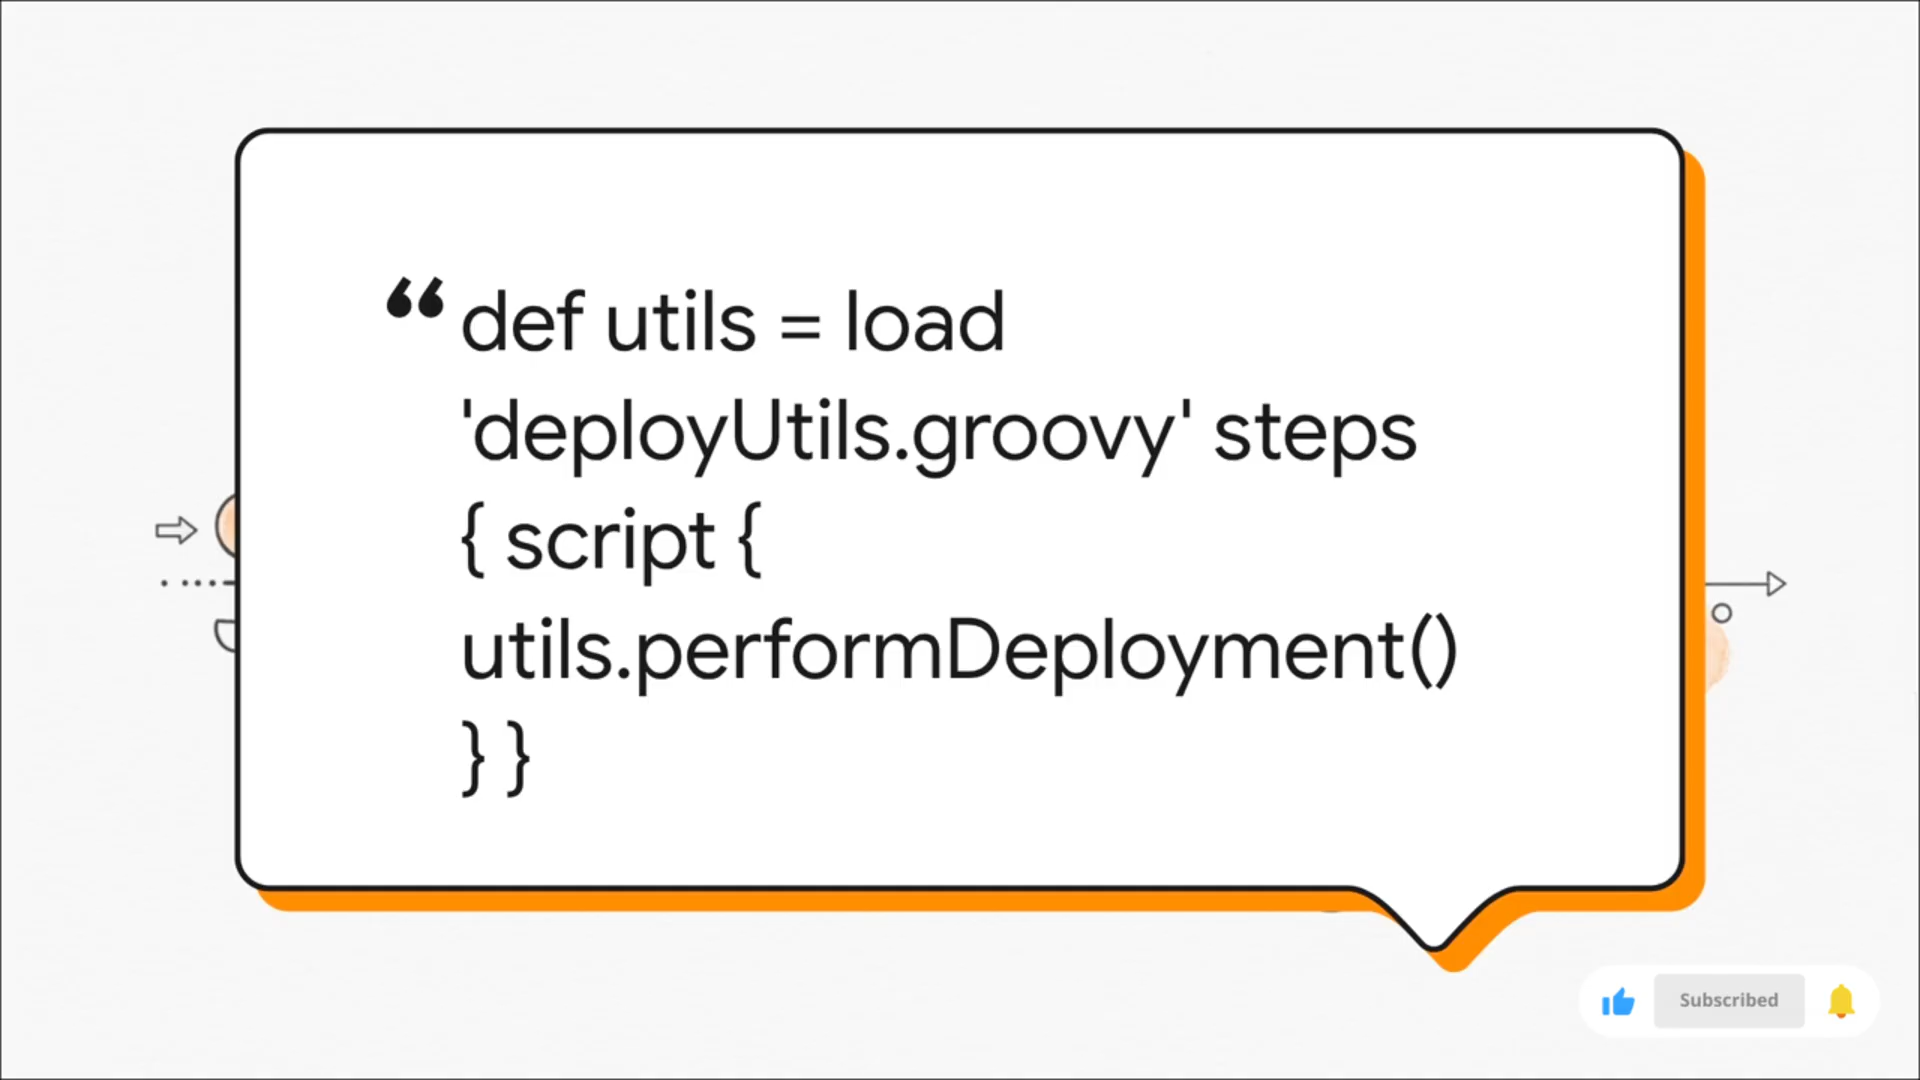 “def utils = load
'deployUtils.groovy' steps
{ script {
utils.performDeployment()
} }
Subscribed